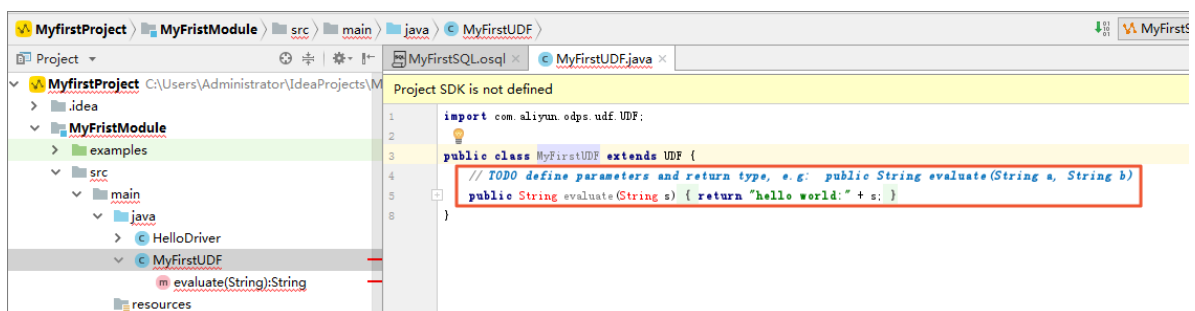 MyfirstProject MyFristModule src main java MyFirstUDF MyFirstS
Project
MyFirstSQL.osql MyFirstUDF.java
MyfirstProject C:\Users\Administrator\IdeaProjects\M
Project SDK is not defined
.idea
MyFristModule
examples
src
main
java
HelloDriver
MyFirstUDF
evaluate(String):String
resources
1 import com.aliyun.odps.udf.UDF;
2
3 public class MyFirstUDF extends UDF {
4 // TODO define parameters and return type, e.g: public String evaluate(String a, String b)
5 public String evaluate(String s) { return "hello world:" + s; }
8 }